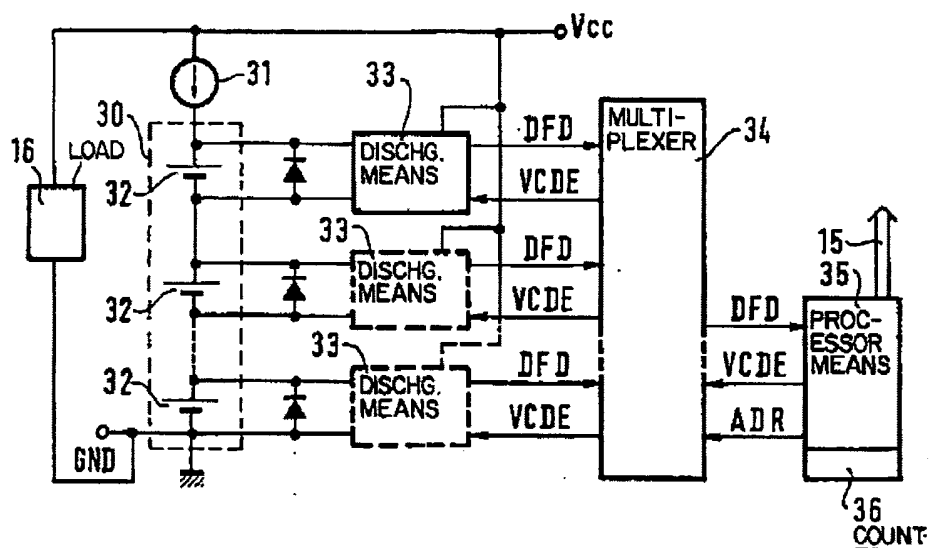 Vcc
31
33
30
DFD
MULTI-
PLEXER
34
16
LOAD
DISCHG.
MEANS
32
VCDE
33
DFD
15
DISCHG.
MEANS
35
32
VCDE
DFD
PROC-
ESSOR
MEANS
33
DFD
VCDE
32
DISCHG.
MEANS
VCDE
ADR
GND
36
COUNT-